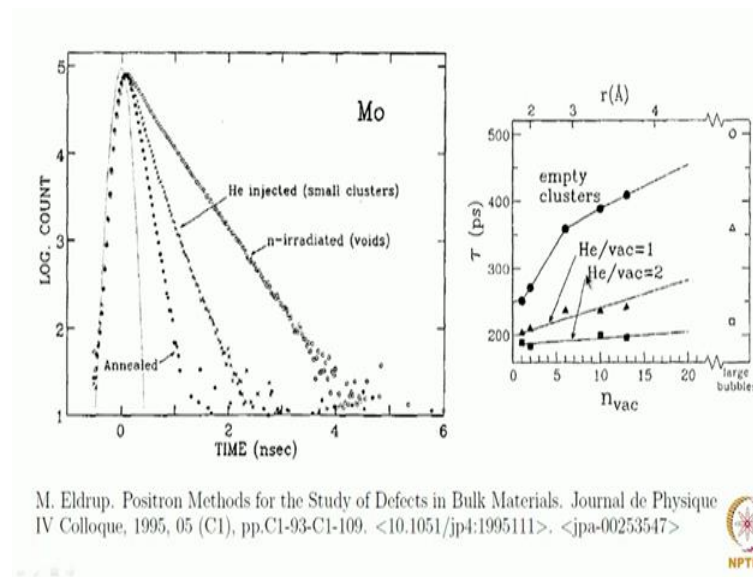 5
4
3
2
1
LOG. COUNT
Mo
He injected (small clusters)
n-irradiated (voids)
Annealed
0
2
4
6
TIME (nsec)
r(Å)
2
3
4
500
400
300
200
τ (ps)
empty
clusters
He/vac=1
He/vac=2
0
5
10
15
20
large
bubbles
nvac
M. Eldrup. Positron Methods for the Study of Defects in Bulk Materials. Journal de Physique
IV Colloque, 1995, 05 (C1), pp.C1-93-C1-109. <10.1051/jp4:1995111>. <jpa-00253547>
NPT